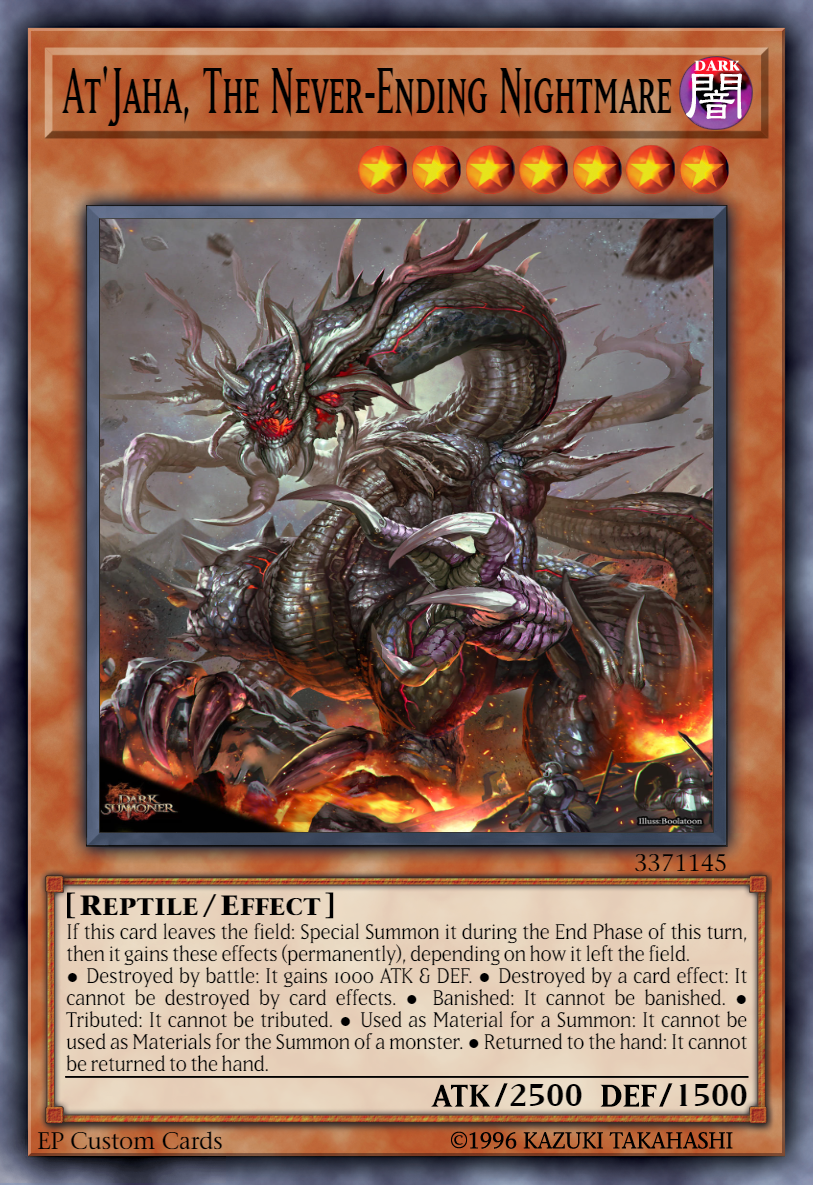 At'Jaha, The Never-Ending Nightmare
DARK
闇
DARK
SUMMONER
Illus:Boolatoon
3371145
[ Reptile / Effect ]
If this card leaves the field: Special Summon it during the End Phase of this turn,
then it gains these effects (permanently), depending on how it left the field.
● Destroyed by battle: It gains 1000 ATK & DEF. ● Destroyed by a card effect: It
cannot be destroyed by card effects. ● Banished: It cannot be banished. ●
Tributed: It cannot be tributed. ● Used as Material for a Summon: It cannot be
used as Materials for the Summon of a monster. ● Returned to the hand: It cannot
be returned to the hand.
ATK/2500 DEF/1500
EP Custom Cards
©1996 KAZUKI TAKAHASHI